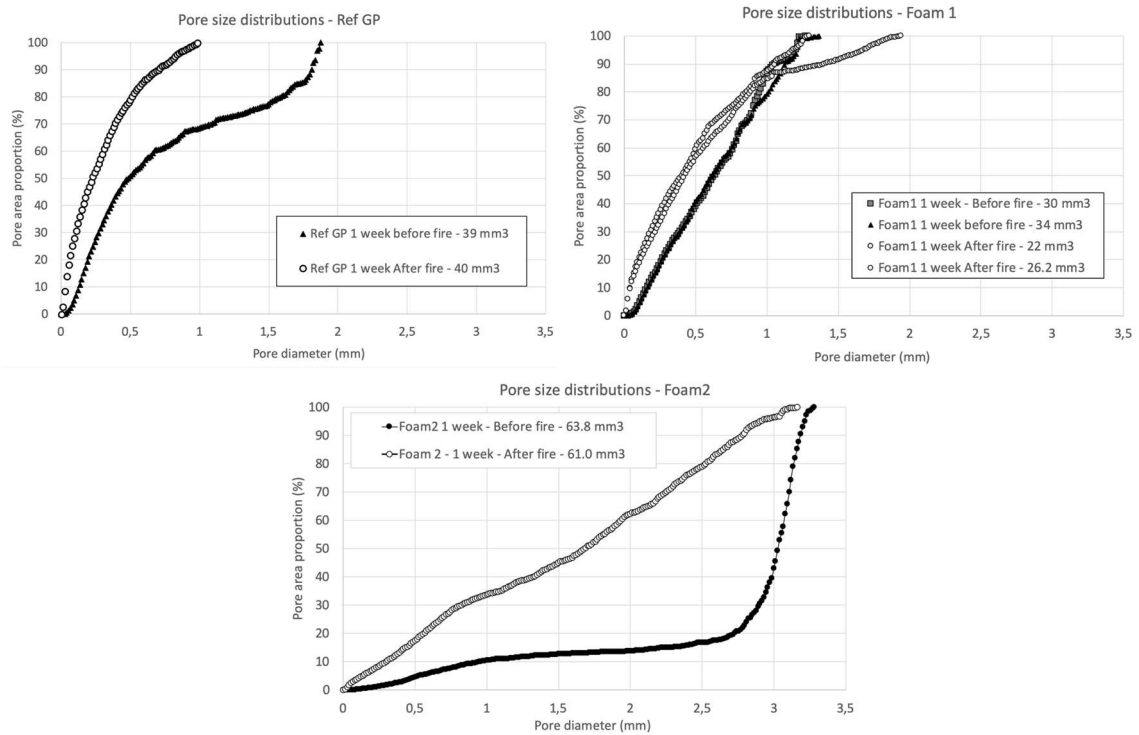 Pore size distributions - Ref GP
Pore area proportion (%)
100
90
80
70
60
50
40
30
20
10
0
Ref GP 1 week before fire - 39 mm3
Ref GP 1 week After fire - 40 mm3
0 0,5 1 1,5 2 2,5 3 3,5
Pore diameter (mm)
Pore size distributions - Foam 1
Pore area proportion (%)
100
90
80
70
60
50
40
30
20
10
0
Foam1 1 week - Before fire - 30 mm3
Foam1 1 week before fire - 34 mm3
Foam1 1 week After fire - 22 mm3
Foam1 1 week After fire - 26.2 mm3
0 0,5 1 1,5 2 2,5 3 3,5
Pore diameter (mm)
Pore size distributions - Foam2
Pore area proportion (%)
100
90
80
70
60
50
40
30
20
10
0
Foam2 1 week - Before fire - 63.8 mm3
Foam 2 - 1 week - After fire - 61.0 mm3
0 0,5 1 1,5 2 2,5 3 3,5
Pore diameter (mm)